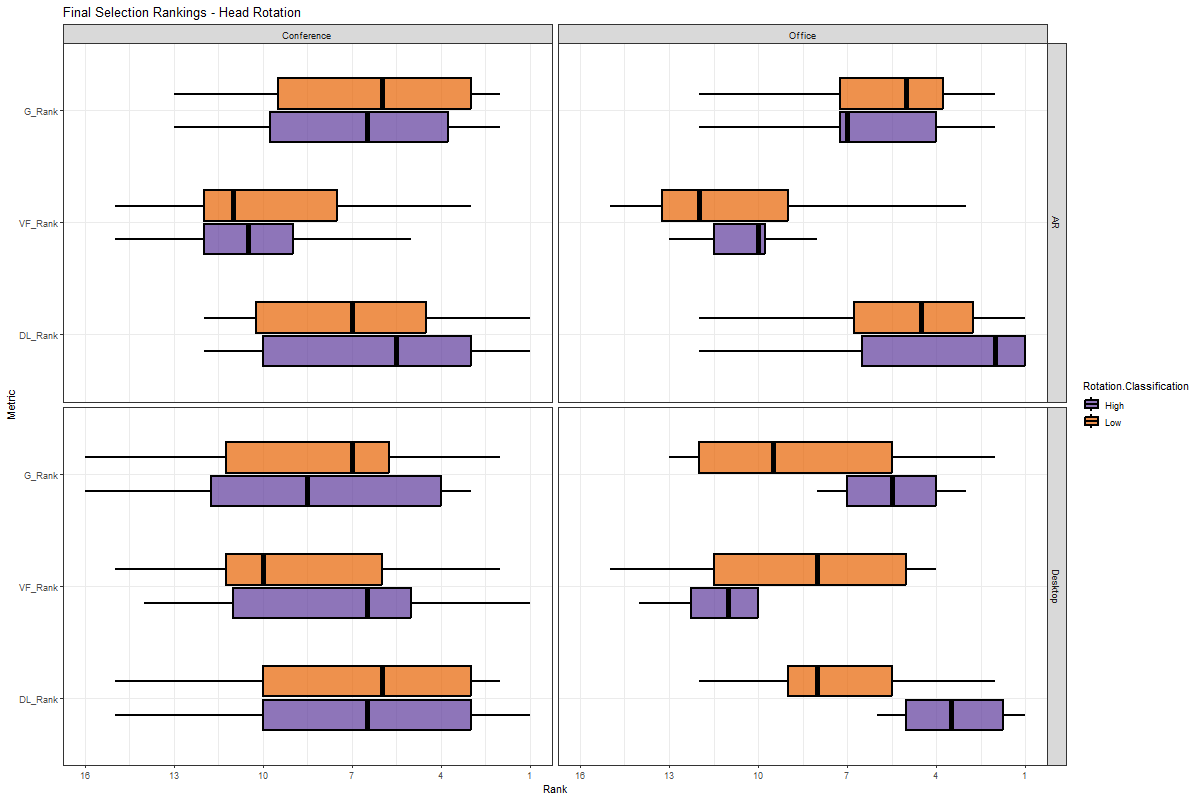 Final Selection Rankings - Head Rotation
Conference
Office
G_Rank
VF_Rank
DL_Rank
AR
G_Rank
VF_Rank
DL_Rank
Desktop
Metric
16 13 10 7 4 1
16 13 10 7 4 1
Rank
Rotation.Classification
High
Low